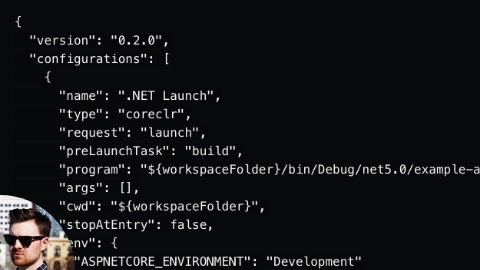 {
"version": "0.2.0",
"configurations": [
{
"name": ".NET Launch",
"type": "coreclr",
"request": "launch",
"preLaunchTask": "build",
"program": "${workspaceFolder}/bin/Debug/net5.0/example-a
"args": [],
"cwd": "${workspaceFolder}",
"stopAtEntry": false,
env": {
"ASPNETCORE_ENVIRONMENT": "Development"